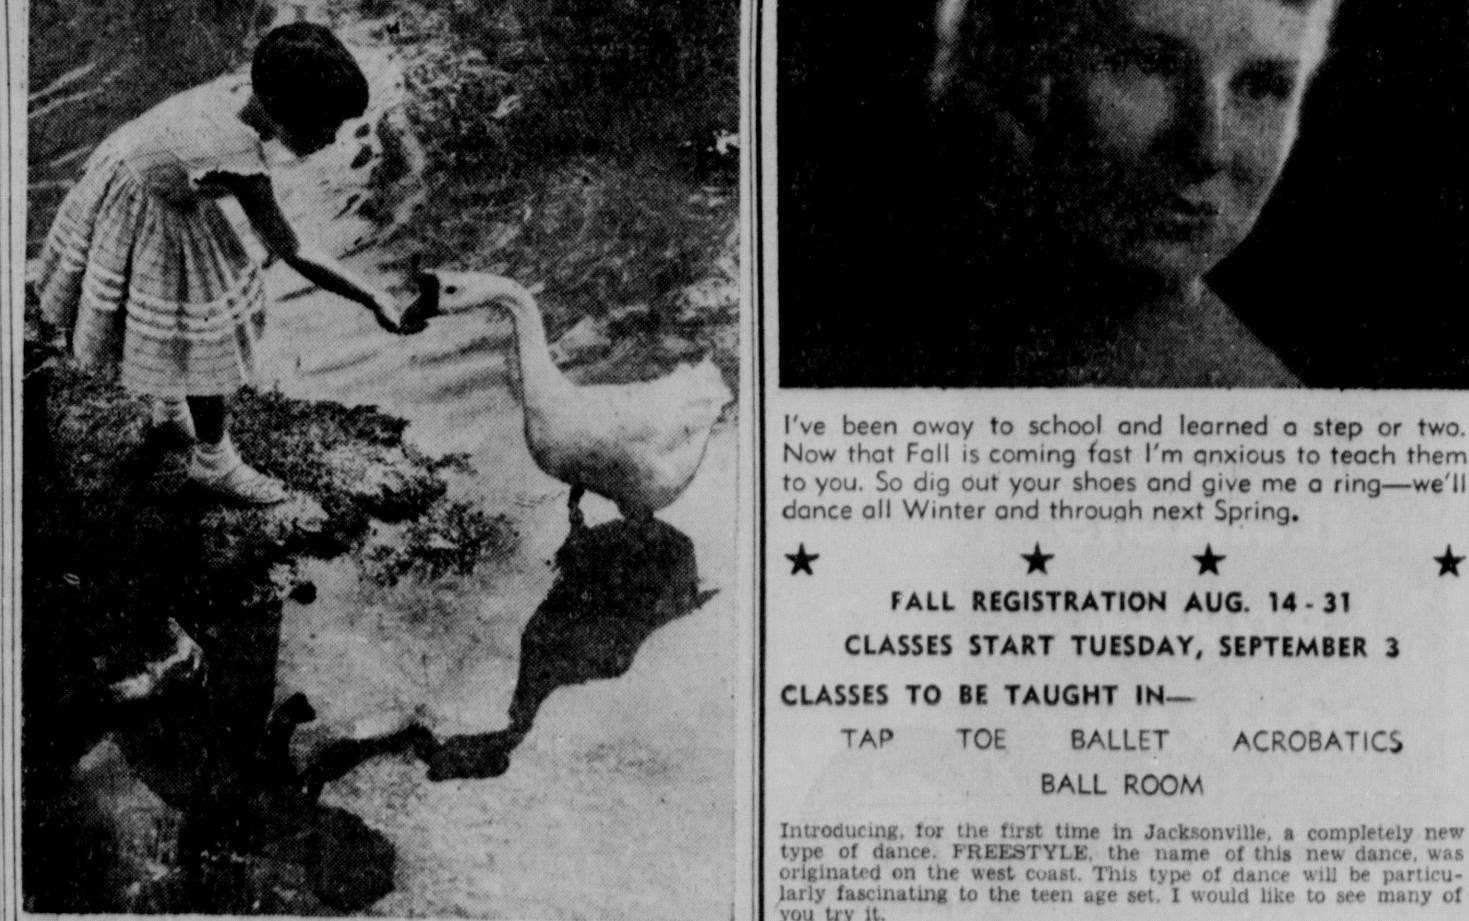 I've been away to school and learned a step or two.
Now that Fall is coming fast I'm anxious to teach them
to you. So dig out your shoes and give me a ring—we'll
dance all Winter and through next Spring.
FALL REGISTRATION AUG. 14-31
CLASSES START TUESDAY, SEPTEMBER 3
CLASSES TO BE TAUGHT IN—
TAP TOE BALLET ACROBATICS
BALL ROOM
Introducing, for the first time in Jacksonville, a completely new
type of dance. FREESTYLE, the name of this new dance, was
originated on the west coast. This type of dance will be particu-
larly fascinating to the teen age set. I would like to see many of
you try it.